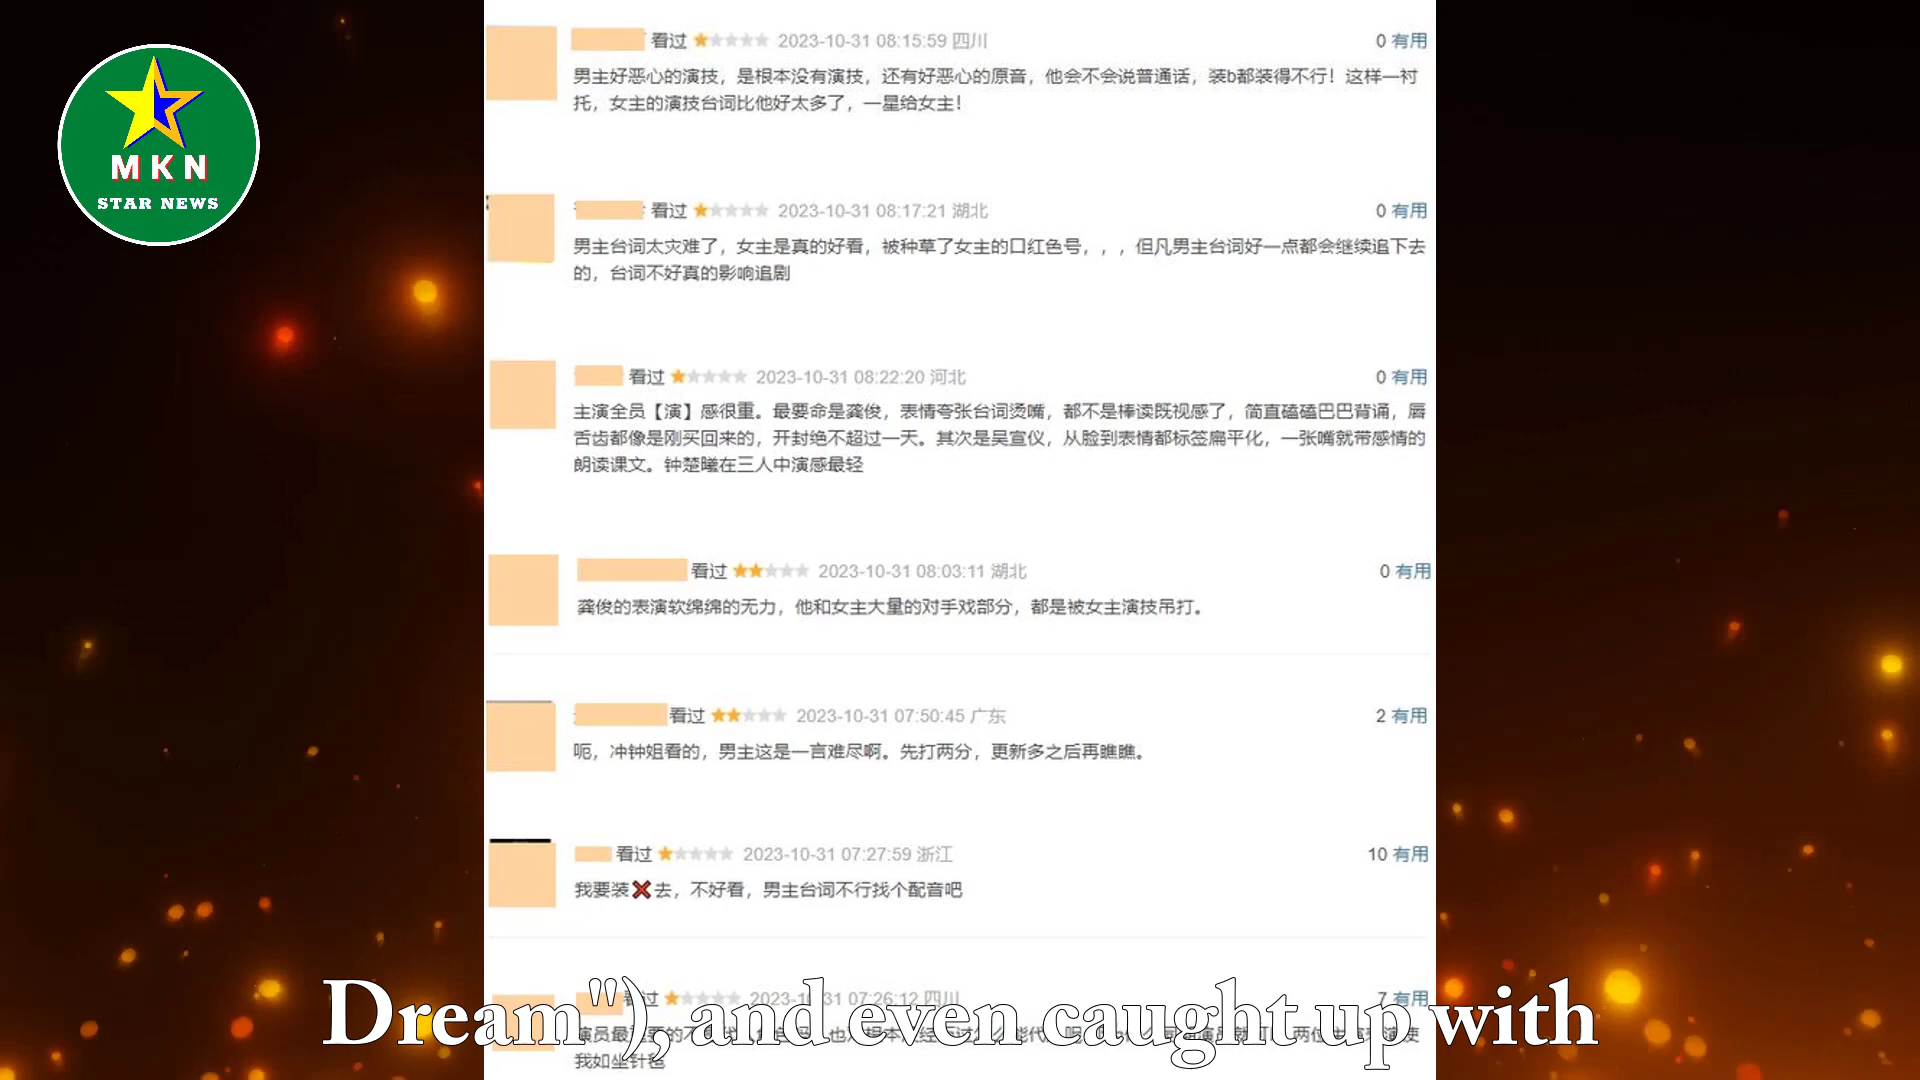 MKN
STAR NEWS
看过 2023-10-31 08:15:59 四川 0 有用
男主好恶心的演技，是根本没有演技，还有好恶心的原音，他会不会说普通话，装b都装得不行！这样一衬
托，女主的演技台词比他好太多了，一星给女主！
看过 2023-10-31 08:17:21 湖北 0 有用
男主台词太灾难了，女主是真的好看，被种草了女主的口红色号，，，但凡男主台词好一点都会继续追下去
的，台词不好真的影响追剧
看过 2023-10-31 08:22:20 河北 0 有用
主演全员【演】感很重。最要命是龚俊，表情夸张台词烫嘴，都不是棒读既视感了，简直磕磕巴巴背诵，唇
舌齿都像是刚买回来的，开封绝不超过一天。其次是吴宣仪，从脸到表情都标签扁平化，一张嘴就带感情的
朗读课文。钟楚曦在三人中演感最轻
看过 2023-10-31 08:03:11 湖北 0 有用
龚俊的表演软绵绵的无力，他和女主大量的对手戏部分，都是被女主演技吊打。
看过 2023-10-31 07:50:45 广东 2 有用
呃，冲钟姐看的，男主这是一言难尽啊。先打两分，更新多之后再瞧瞧。
看过 2023-10-31 07:27:59 浙江 10 有用
我要装❌去，不好看，男主台词不行找个配音吧
看过 2023-10-31 07:26:12 四川 7 有用
我如坐针毡
Dream"), and even caught up with